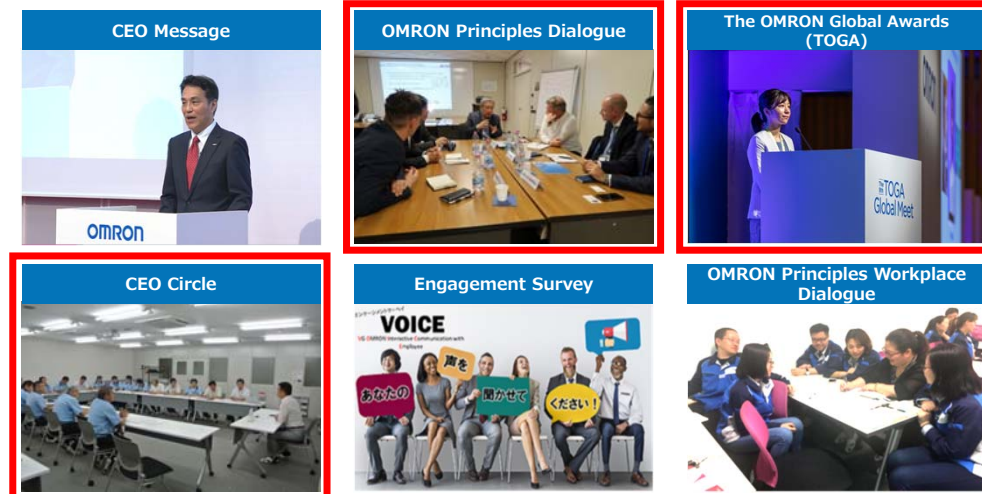 CEO Message
OMRON Principles Dialogue
The OMRON Global Awards
(TOGA)
OMRON
TOGA
Global Meet
OMRON
CEO Circle
Engagement Survey
OMRON Principles Workplace
Dialogue
VOICE
VG OMRON Interactive Communication with
Employee
あなたの
声を
聞かせて
ください！